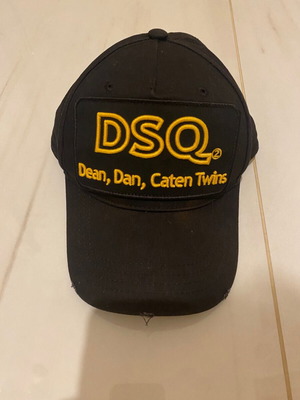 DSQ②
Dean, Dan, Caten Twins